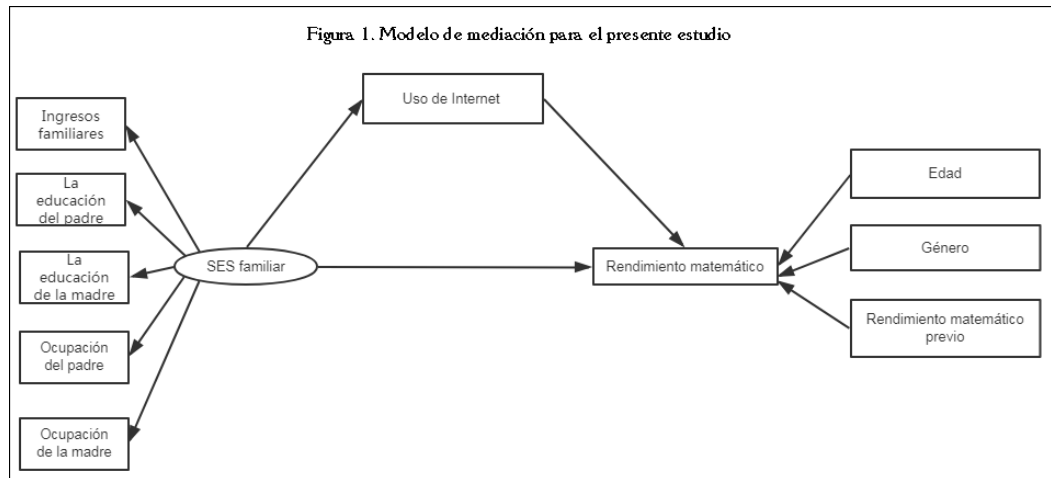 Figura 1. Modelo de mediación para el presente estudio
Uso de Internet
Ingresos
familiares
La
educación
del padre
La
educación
de la madre
Ocupación
del padre
Ocupación
de la madre
SES familiar
Rendimiento matemático
Edad
Género
Rendimiento matemático
previo